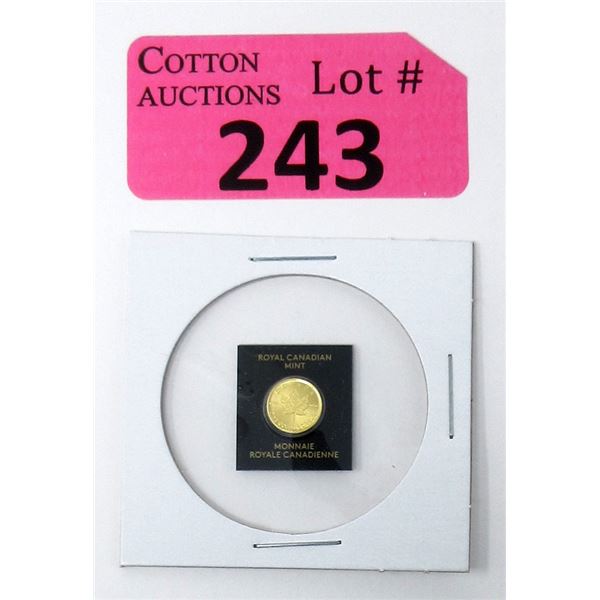 COTTON
AUCTIONS
Lot #
243
ROYAL CANADIAN
MINT
MONNAIE
ROYALE CANADIENNE